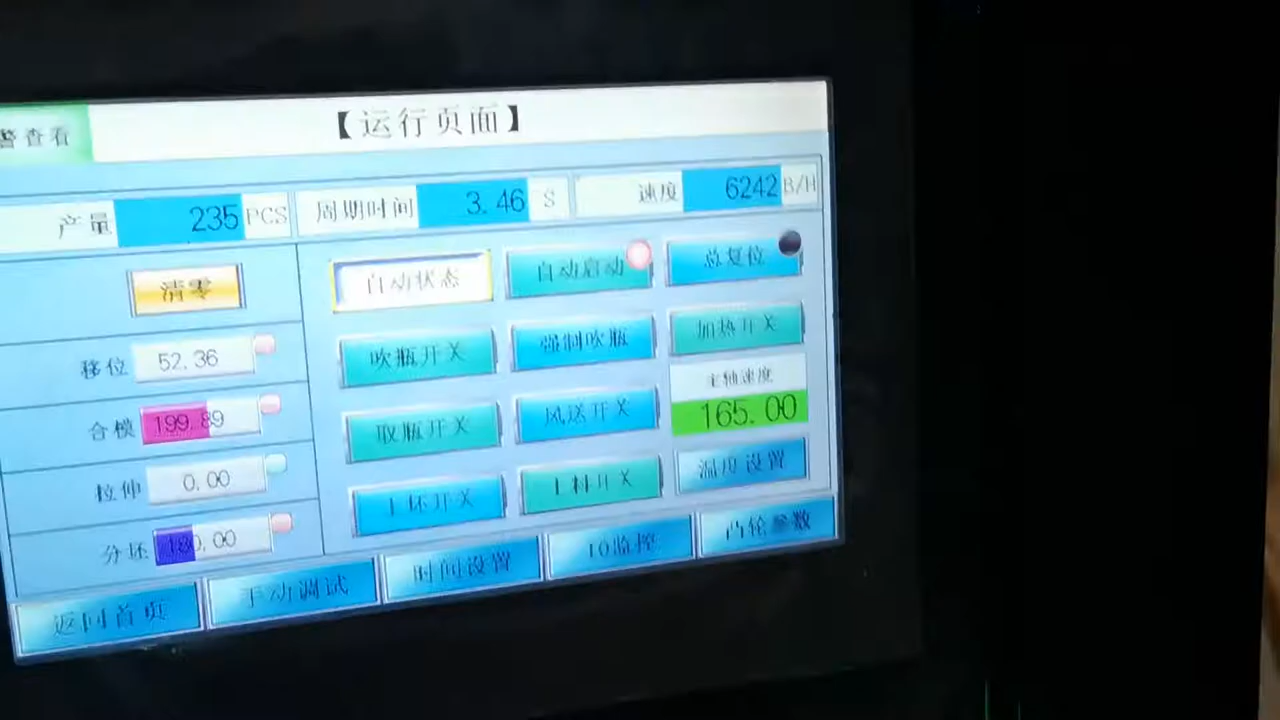 警查看
【运行页面】
产量 235 PCS
周期时间 3.46 S
速度 6242 B/H
清零
自动状态
自动启动
总复位
移位 52.36
吹瓶开关
强制吹瓶
加热开关
主轴速度
165.00
合模 199.89
取瓶开关
风送开关
拉伸 0.00
上坯开关
上料开关
温度设置
分坯 180.00
返回首页
手动调试
时间设置
IO监控
凸轮参数